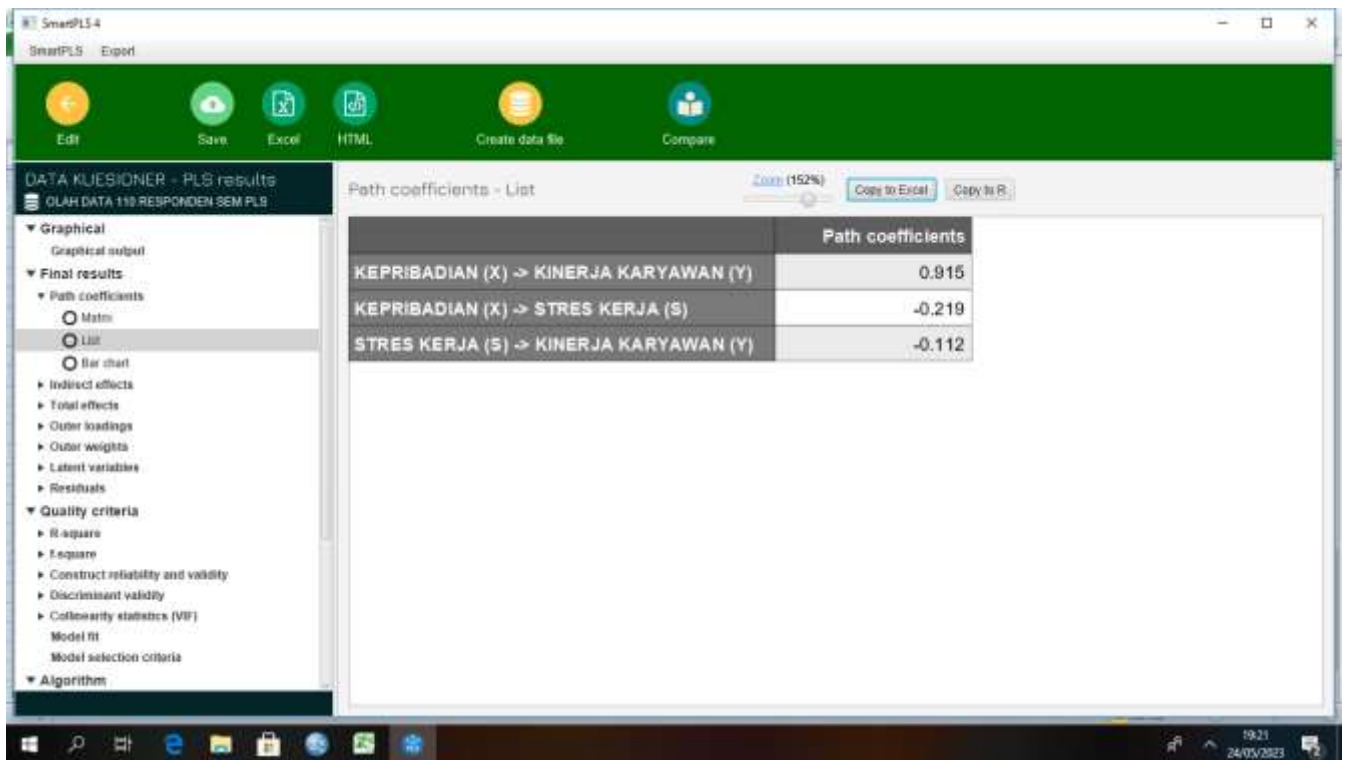 SmartPLS 4
SmartPLS Export
Edit Save Excel HTML Create data file Compare
DATA KUESIONER - PLS results
OLAH DATA 110 RESPONDEN SEM PLS
Path coefficients - List
Zoom (152%)
Copy to Excel Copy to R
Graphical
Graphical output
Final results
Path coefficients
Matrix
List
Bar chart
Indirect effects
Total effects
Outer loadings
Outer weights
Latent variables
Residuals
Quality criteria
R-square
f-square
Construct reliability and validity
Discriminant validity
Collinearity statistics (VIF)
Model fit
Model selection criteria
Algorithm
Path coefficients
KEPRIBADIAN (X) -> KINERJA KARYAWAN (Y) 0.915
KEPRIBADIAN (X) -> STRES KERJA (S) -0.219
STRES KERJA (S) -> KINERJA KARYAWAN (Y) -0.112
19:21
24/05/2023
2